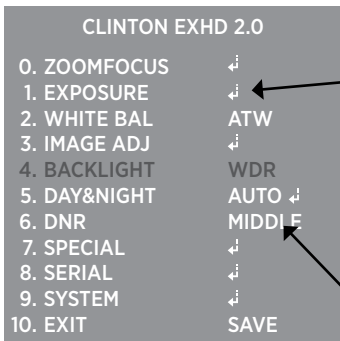 CLINTON EXHD 2.0
0. ZOOMFOCUS ↲
1. EXPOSURE ↲
2. WHITE BAL ATW
3. IMAGE ADJ ↲
4. BACKLIGHT WDR
5. DAY&NIGHT AUTO ↲
6. DNR MIDDLE
7. SPECIAL ↲
8. SERIAL ↲
9. SYSTEM ↲
10. EXIT SAVE